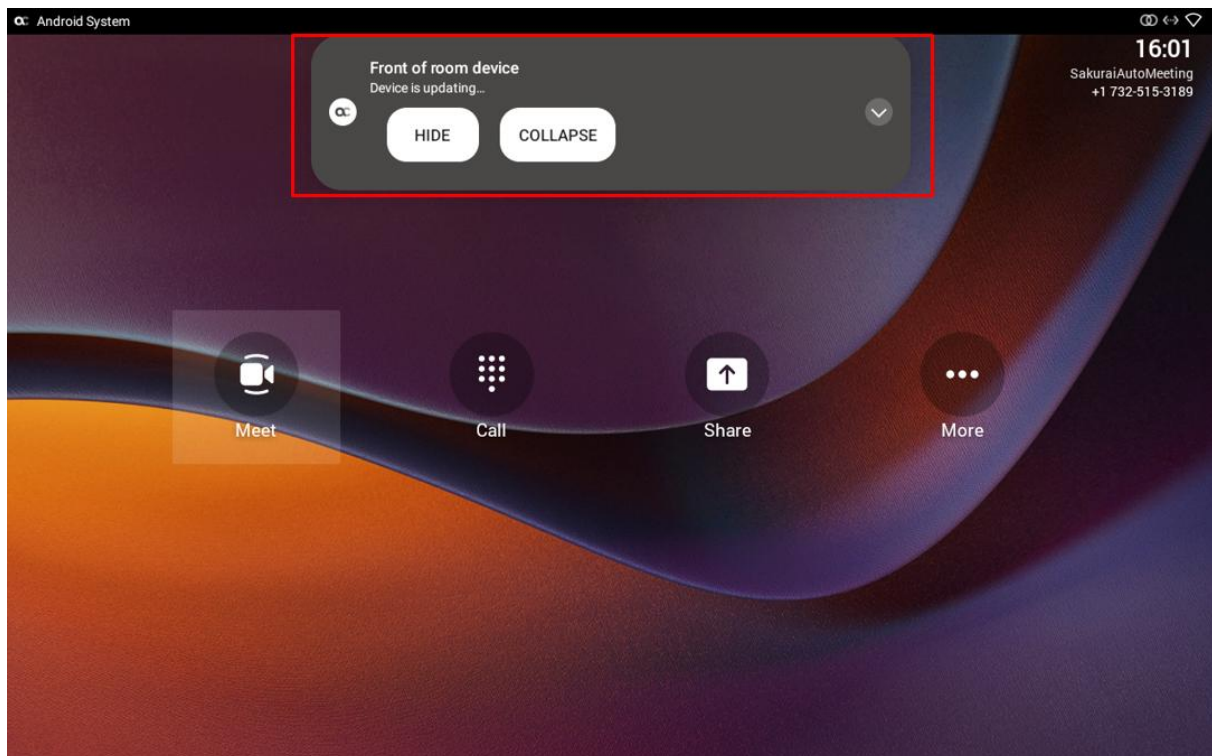 Android System
16:01
SakuraiAutoMeeting
+1 732-515-3189
Front of room device
Device is updating...
HIDE COLLAPSE
Meet Call Share More